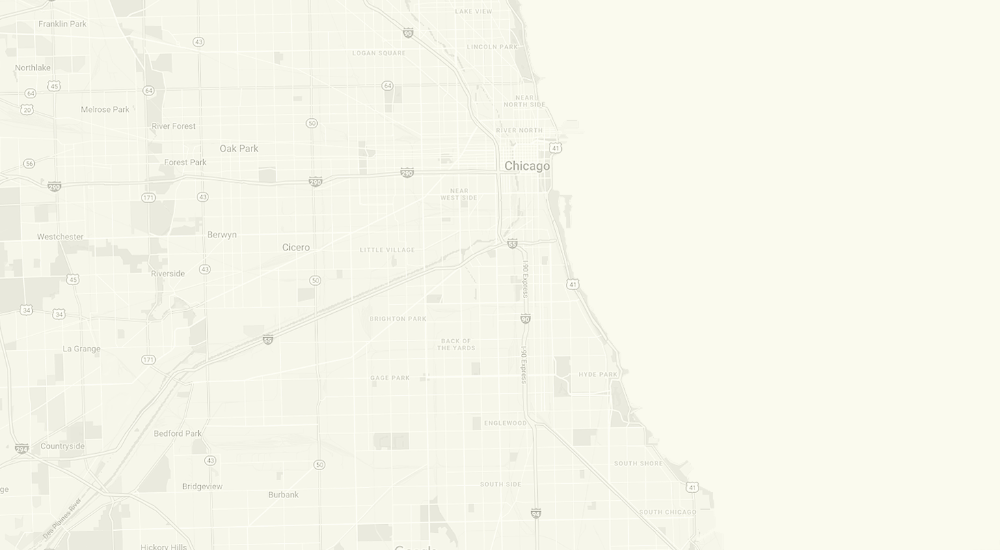 LAKE VIEW
Franklin Park
90
43
LINCOLN PARK
LOGAN SQUARE
Northlake
45
64
64
64
NEAR
NORTH SIDE
20
Melrose Park
50
River Forest
RIVER NORTH
Oak Park
41
56
Forest Park
Chicago
290
290
290
NEAR
WEST SIDE
171
43
Westchester
Berwyn
55
Cicero
LITTLE VILLAGE
43
Riverside
I-90 Express
45
50
41
34
34
BRIGHTON PARK
90
55
BACK OF
THE YARDS
La Grange
171
I-90 Express
GAGE PARK
HYDE PARK
ENGLEWOOD
Bedford Park
Countryside
294
43
50
SOUTH SHORE
Bridgeview
SOUTH SIDE
41
ge
Burbank
SOUTH CHICAGO
94
Des Plaines River
Hickory Hills